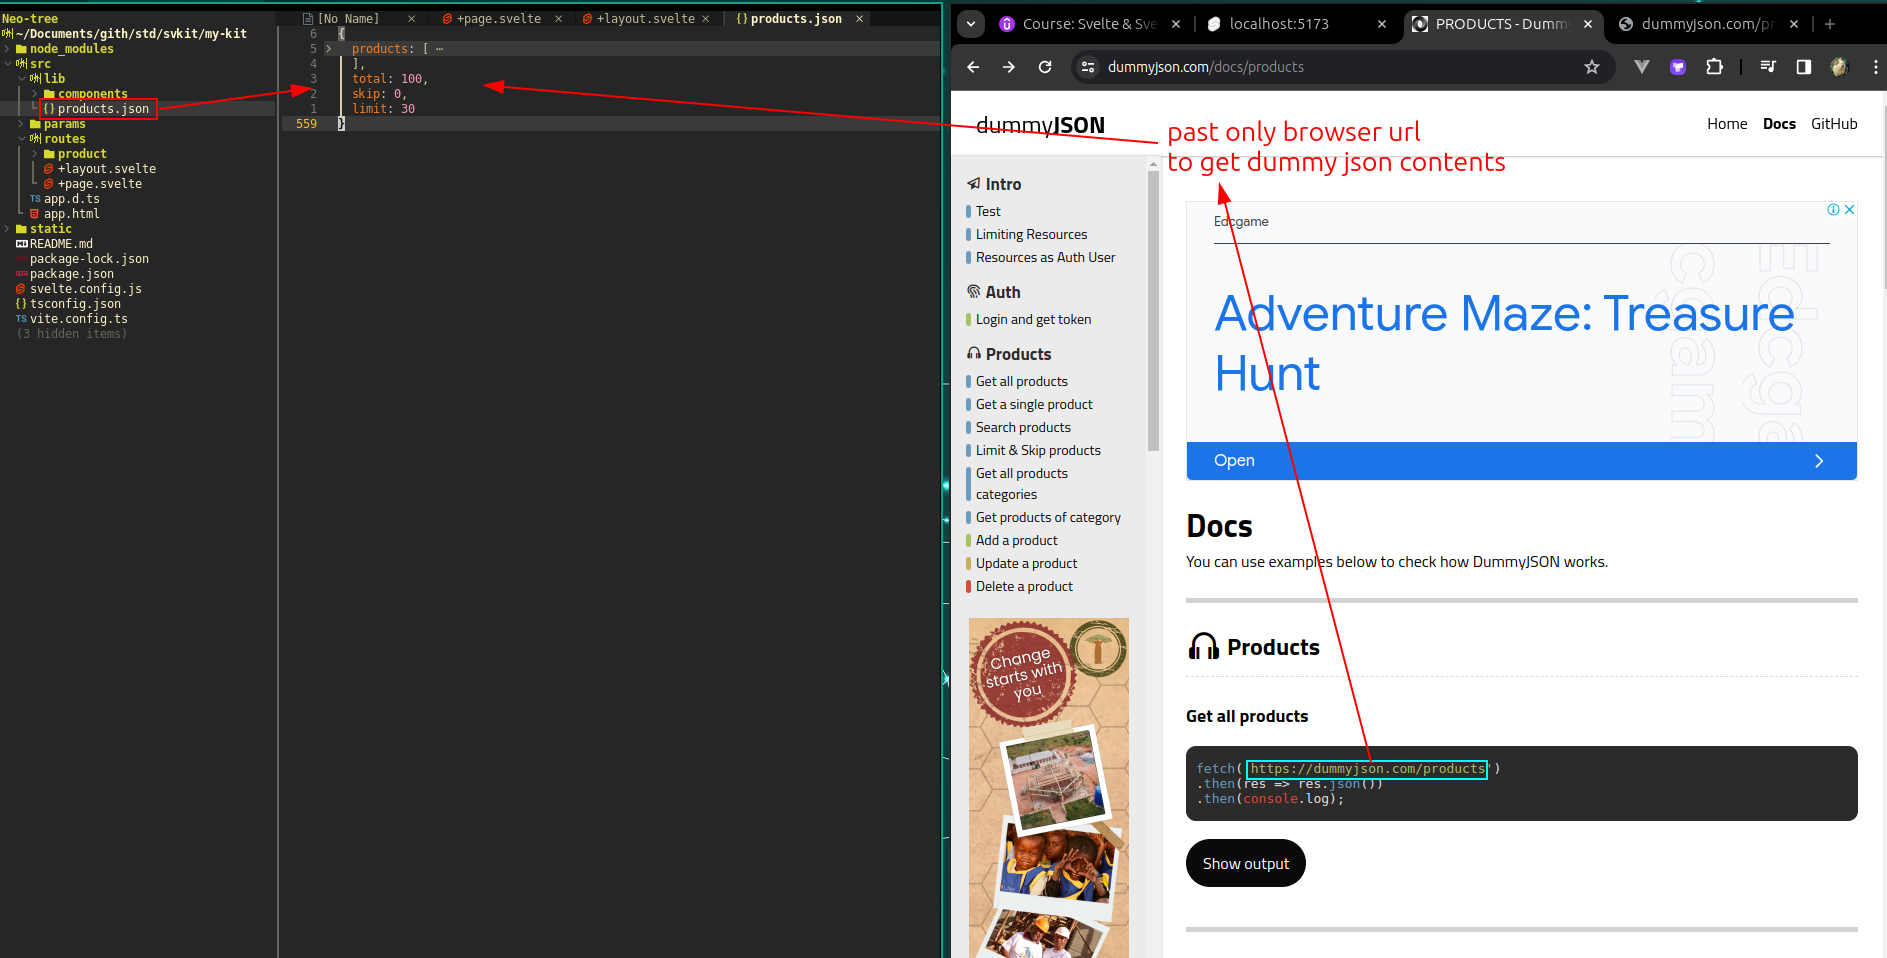 Neo-tree
~/Documents/gith/std/svkit/my-kit
node_modules
src
lib
components
{} products.json
params
routes
product
+layout.svelte
+page.svelte
TS app.d.ts
app.html
static
README.md
package-lock.json
package.json
svelte.config.js
{} tsconfig.json
TS vite.config.ts
(3 hidden items)
[No Name] × +page.svelte × +layout.svelte × {} products.json ×
6 {
5 products: [ ⋯
4 ],
3 total: 100,
2 skip: 0,
1 limit: 30
559 }
Course: Svelte & Sve × localhost:5173 × PRODUCTS - Dummy × dummyjson.com/pr × +
dummyjson.com/docs/products
dummyJSON
Home Docs GitHub
past only browser url
to get dummy json contents
Intro
Test
Limiting Resources
Resources as Auth User
Auth
Login and get token
Products
Get all products
Get a single product
Search products
Limit & Skip products
Get all products
categories
Get products of category
Add a product
Update a product
Delete a product
Change
starts with
you
Edcgame
Edcgam
Edcga
Adventure Maze: Treasure
Hunt
Open
Docs
You can use examples below to check how DummyJSON works.
Products
Get all products
fetch('https://dummyjson.com/products')
.then(res => res.json())
.then(console.log);
Show output